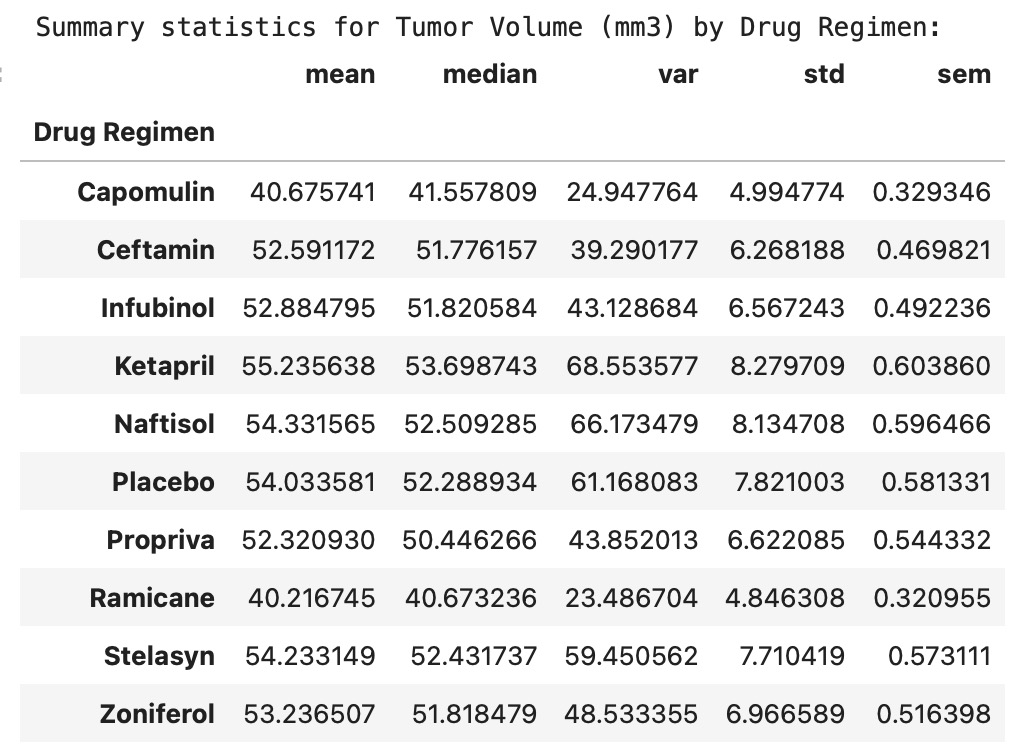 Summary statistics for Tumor Volume (mm3) by Drug Regimen:
mean median var std sem
Drug Regimen
Capomulin 40.675741 41.557809 24.947764 4.994774 0.329346
Ceftamin 52.591172 51.776157 39.290177 6.268188 0.469821
Infubinol 52.884795 51.820584 43.128684 6.567243 0.492236
Ketapril 55.235638 53.698743 68.553577 8.279709 0.603860
Naftisol 54.331565 52.509285 66.173479 8.134708 0.596466
Placebo 54.033581 52.288934 61.168083 7.821003 0.581331
Propriva 52.320930 50.446266 43.852013 6.622085 0.544332
Ramicane 40.216745 40.673236 23.486704 4.846308 0.320955
Stelasyn 54.233149 52.431737 59.450562 7.710419 0.573111
Zoniferol 53.236507 51.818479 48.533355 6.966589 0.516398